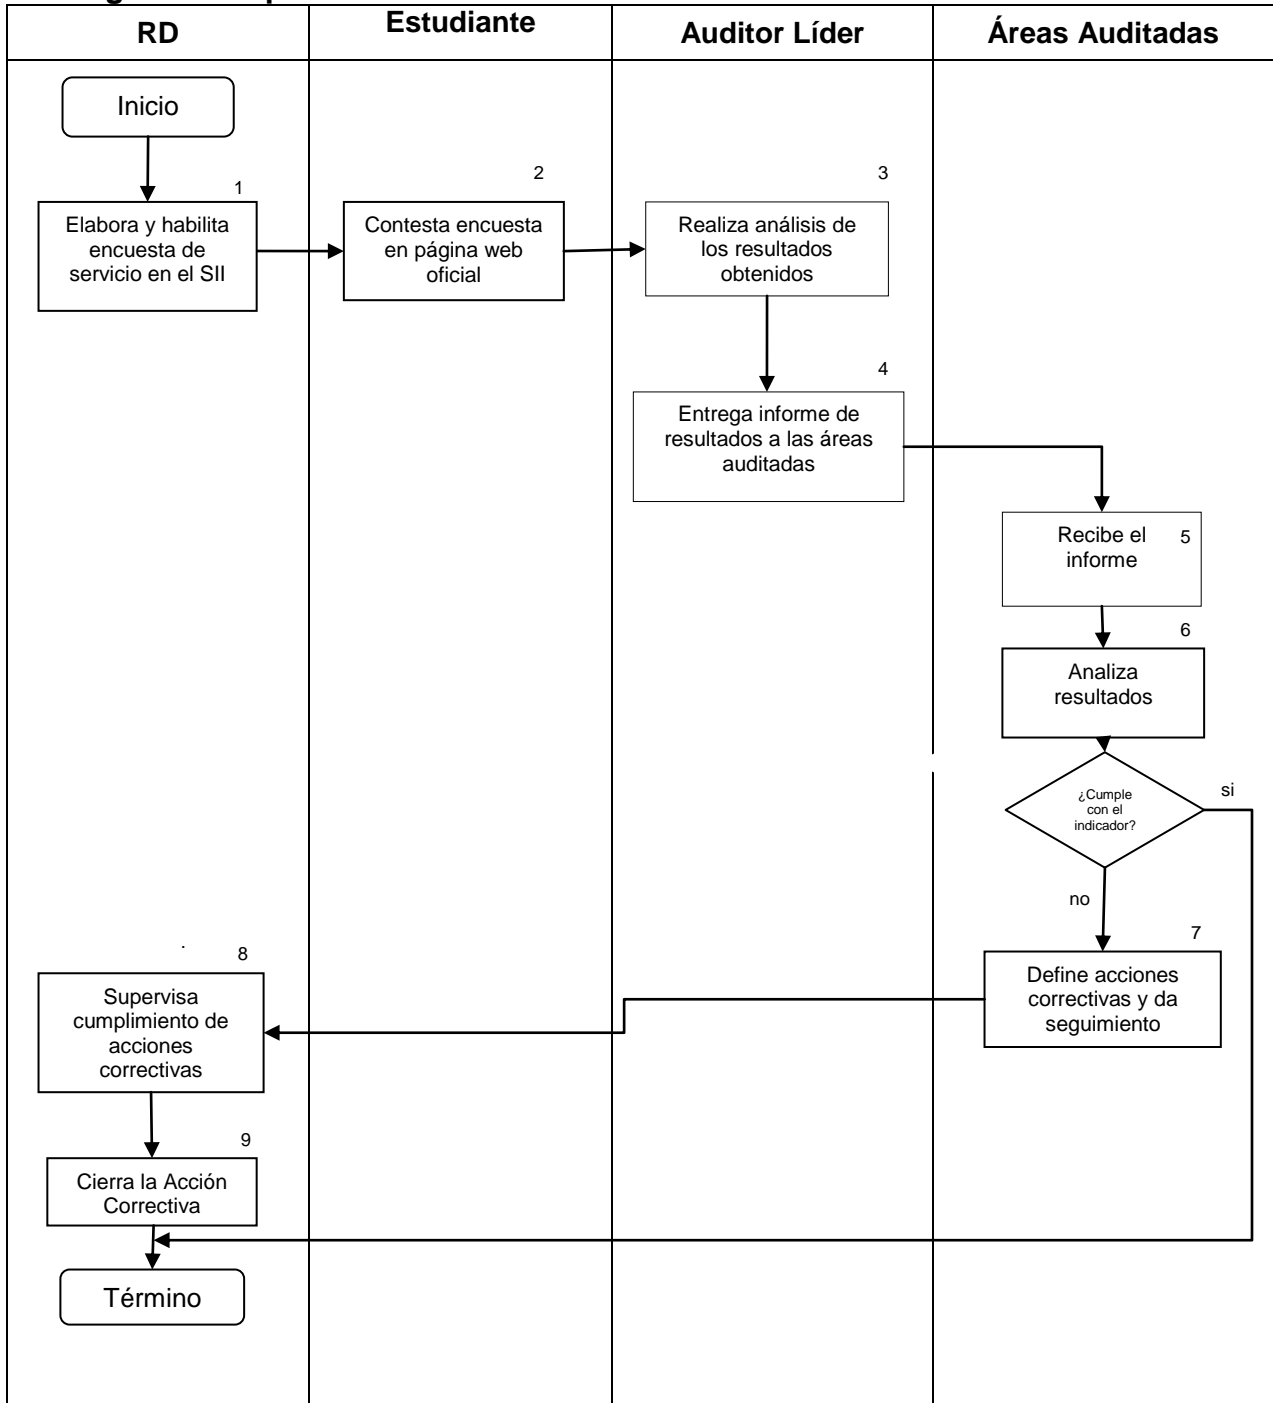 RD
Estudiante
Auditor Líder
Áreas Auditadas
Inicio
1
Elabora y habilita
encuesta de
servicio en el SII
2
Contesta encuesta
en página web
oficial
3
Realiza análisis de
los resultados
obtenidos
4
Entrega informe de
resultados a las áreas
auditadas
Recibe el
informe
5
6
Analiza
resultados
¿Cumple
con el
indicador?
si
no
7
Define acciones
correctivas y da
seguimiento
8
Supervisa
cumplimiento de
acciones
correctivas
9
Cierra la Acción
Correctiva
Término